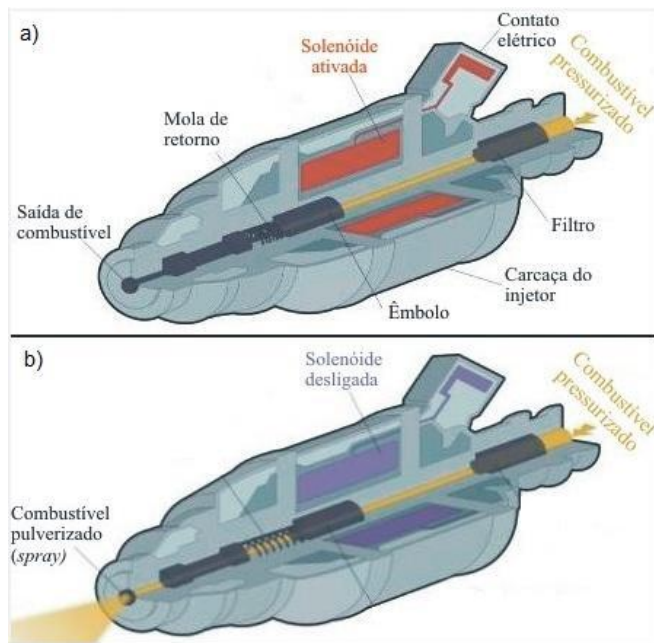 a)
Contato
elétrico
Solenóide
ativada
Combustível
pressurizado
Mola de
retorno
Saída de
combustível
Filtro
Carcaça do
injetor
Êmbolo
b)
Solenóide
desligada
Combustível
pressurizado
Combustível
pulverizado
(spray)